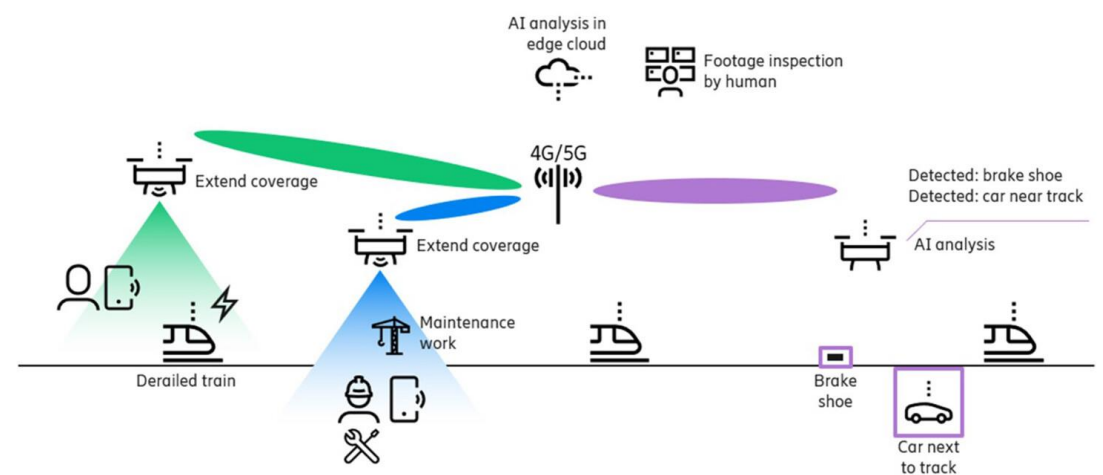 AI analysis in
edge cloud
Footage inspection
by human
4G/5G
Extend coverage
Extend coverage
Detected: brake shoe
Detected: car near track
AI analysis
Maintenance
work
Derailed train
Brake
shoe
Car next
to track